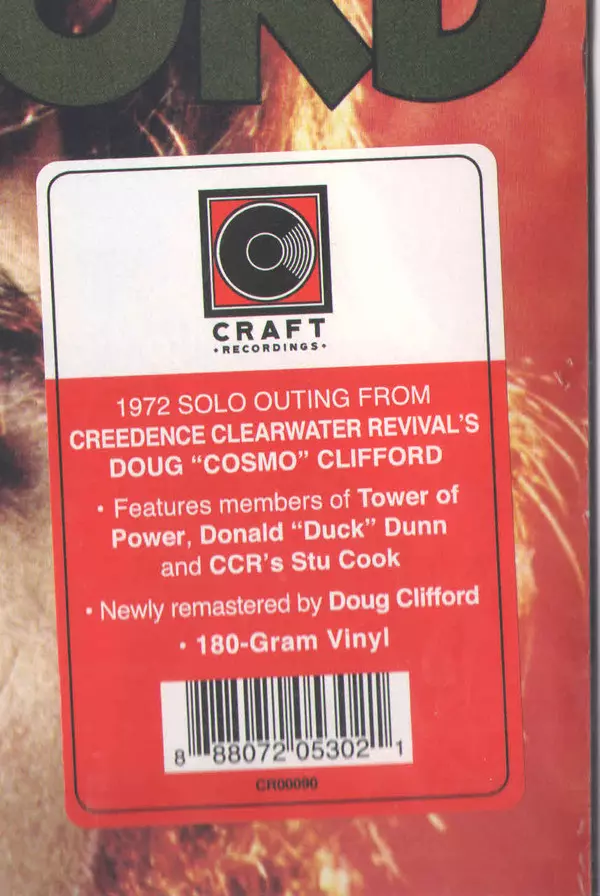 ORD
CRAFT
•RECORDINGS•
1972 SOLO OUTING FROM
CREEDENCE CLEARWATER REVIVAL'S
DOUG “COSMO” CLIFFORD
• Features members of Tower of
Power, Donald “Duck” Dunn
and CCR's Stu Cook
• Newly remastered by Doug Clifford
• 180-Gram Vinyl
8 88072 05302 1
CR00090